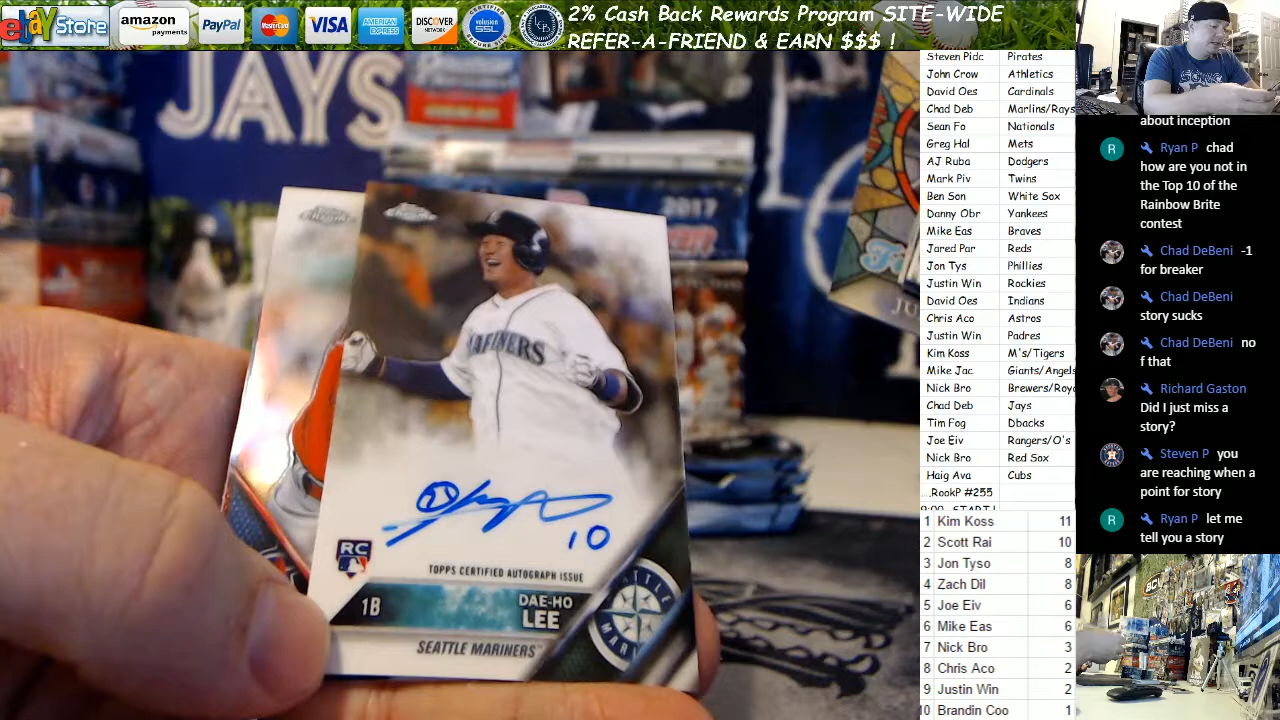 ebay Store
amazon payments
PayPal
MasterCard
VISA
AMERICAN EXPRESS
DISCOVER NETWORK
SSL
2% Cash Back Rewards Program SITE-WIDE
REFER-A-FRIEND & EARN $$$ !
JAYS
2017
Chrome
MARINERS
10
RC
TOPPS CERTIFIED AUTOGRAPH ISSUE
1B
DAE-HO
LEE
SEATTLE MARINERS
Steven Pidc Pirates
John Crow Athletics
David Oes Cardinals
Chad Deb Marlins/Rays
Sean Fo Nationals
Greg Hal Mets
AJ Ruba Dodgers
Mark Piv Twins
Ben Son White Sox
Danny Obr Yankees
Mike Eas Braves
Jared Par Reds
Jon Tys Phillies
Justin Win Rockies
David Oes Indians
Chris Aco Astros
Justin Win Padres
Kim Koss M's/Tigers
Mike Jac Giants/Angels
Nick Bro Brewers/Roy
Chad Deb Jays
Tim Fog Dbacks
Joe Eiv Rangers/O's
Nick Bro Red Sox
Haig Ava Cubs
...RookP #255
9:00 START!
1 Kim Koss 11
2 Scott Rai 10
3 Jon Tyso 8
4 Zach Dil 8
5 Joe Eiv 6
6 Mike Eas 6
7 Nick Bro 3
8 Chris Aco 2
9 Justin Win 2
10 Brandin Coo 1
about inception
R Ryan P chad
how are you not in
the Top 10 of the
Rainbow Brite
contest
Chad DeBeni -1
for breaker
Chad DeBeni
story sucks
Chad DeBeni no
f that
Richard Gaston
Did I just miss a
story?
Steven P you
are reaching when a
point for story
R Ryan P let me
tell you a story